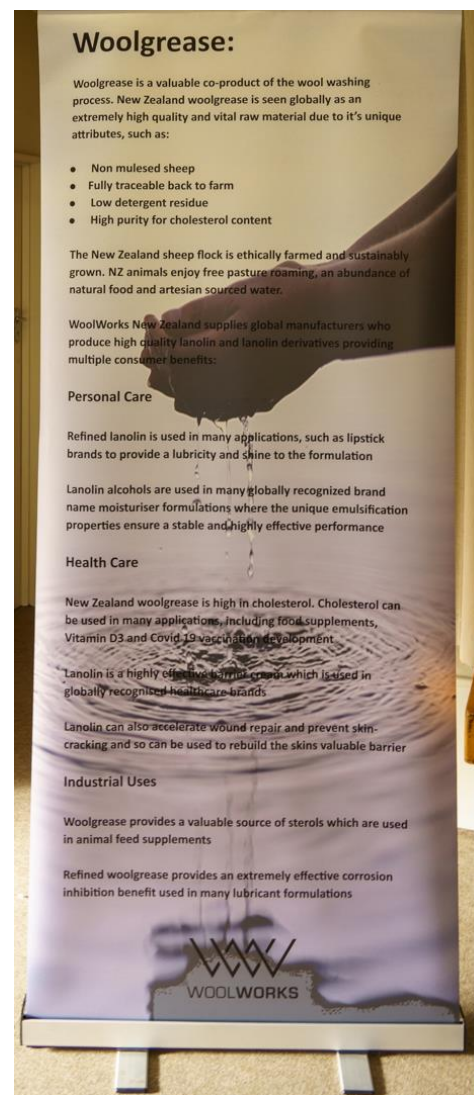 Woolgrease:
Woolgrease is a valuable co-product of the wool washing
process. New Zealand woolgrease is seen globally as an
extremely high quality and vital raw material due to it's unique
attributes, such as:
• Non mulesed sheep
• Fully traceable back to farm
• Low detergent residue
• High purity for cholesterol content
The New Zealand sheep flock is ethically farmed and sustainably
grown. NZ animals enjoy free pasture roaming, an abundance of
natural food and artesian sourced water.
WoolWorks New Zealand supplies global manufacturers who
produce high quality lanolin and lanolin derivatives providing
multiple consumer benefits:
Personal Care
Refined lanolin is used in many applications, such as lipstick
brands to provide a lubricity and shine to the formulation
Lanolin alcohols are used in many globally recognized brand
name moisturiser formulations where the unique emulsification
properties ensure a stable and highly effective performance
Health Care
New Zealand woolgrease is high in cholesterol. Cholesterol can
be used in many applications, including food supplements,
Vitamin D3 and Covid 19 vaccination development
Lanolin is a highly effective barrier cream which is used in
globally recognised healthcare brands
Lanolin can also accelerate wound repair and prevent skin-
cracking and so can be used to rebuild the skins valuable barrier
Industrial Uses
Woolgrease provides a valuable source of sterols which are used
in animal feed supplements
Refined woolgrease provides an extremely effective corrosion
inhibition benefit used in many lubricant formulations
WOOLWORKS